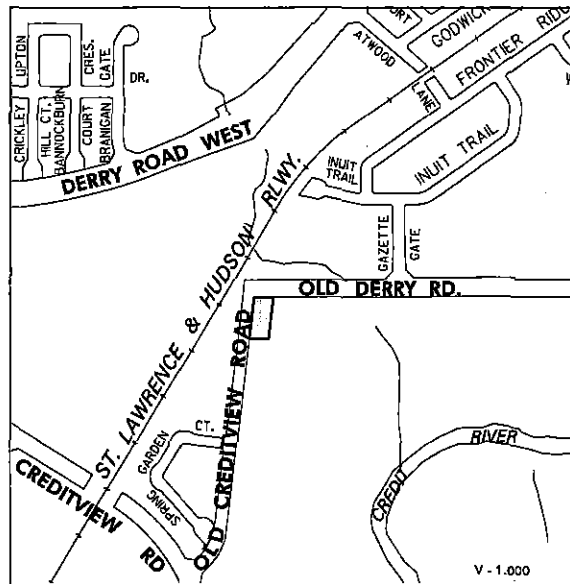 UPTON
CRES.
GATE
DR.
CRICKLEY
HILL CT.
BANNOCKBURN
COURT
BRANIGAN
DERRY ROAD WEST
ATWOOD
GODWICK
FRONTIER RIDG
LANE
INUIT
TRAIL
INUIT TRAIL
ST. LAWRENCE & HUDSON RLWY.
GAZETTE
GATE
OLD DERRY RD.
OLD CREDITVIEW ROAD
GARDEN
CT.
SPRING
CREDITVIEW
RD
CREDIT
RIVER
V - 1.000